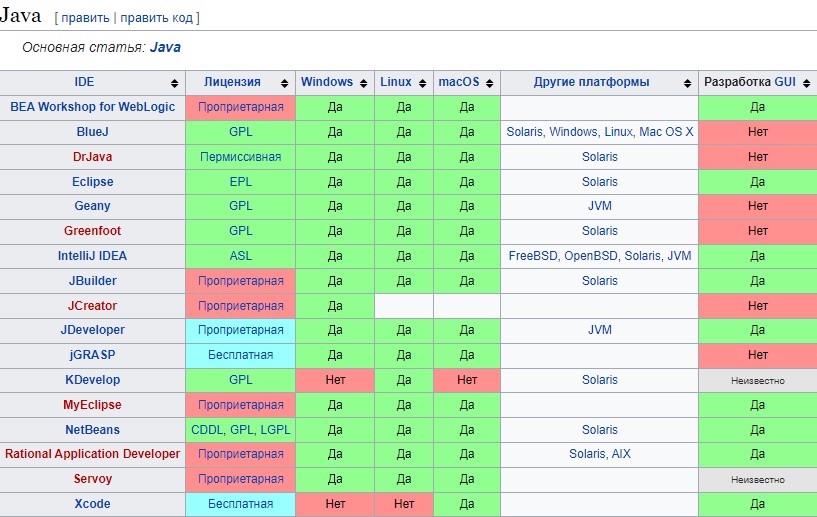 Java [ править | править код ]
Основная статья: Java
IDE Лицензия Windows Linux macOS Другие платформы Разработка GUI
BEA Workshop for WebLogic Проприетарная Да Да Да Да
BlueJ GPL Да Да Да Solaris, Windows, Linux, Mac OS X Нет
DrJava Пермиссивная Да Да Да Solaris Нет
Eclipse EPL Да Да Да Solaris Да
Geany GPL Да Да Да JVM Нет
Greenfoot GPL Да Да Да Solaris Нет
IntelliJ IDEA ASL Да Да Да FreeBSD, OpenBSD, Solaris, JVM Да
JBuilder Проприетарная Да Да Да Solaris Да
JCreator Проприетарная Да Нет
JDeveloper Проприетарная Да Да Да JVM Да
jGRASP Бесплатная Да Да Да Нет
KDevelop GPL Нет Да Нет Solaris Неизвестно
MyEclipse Проприетарная Да Да Да Да
NetBeans CDDL, GPL, LGPL Да Да Да Solaris Да
Rational Application Developer Проприетарная Да Да Да Solaris, AIX Да
Servoy Проприетарная Да Да Да Неизвестно
Xcode Бесплатная Нет Нет Да Да